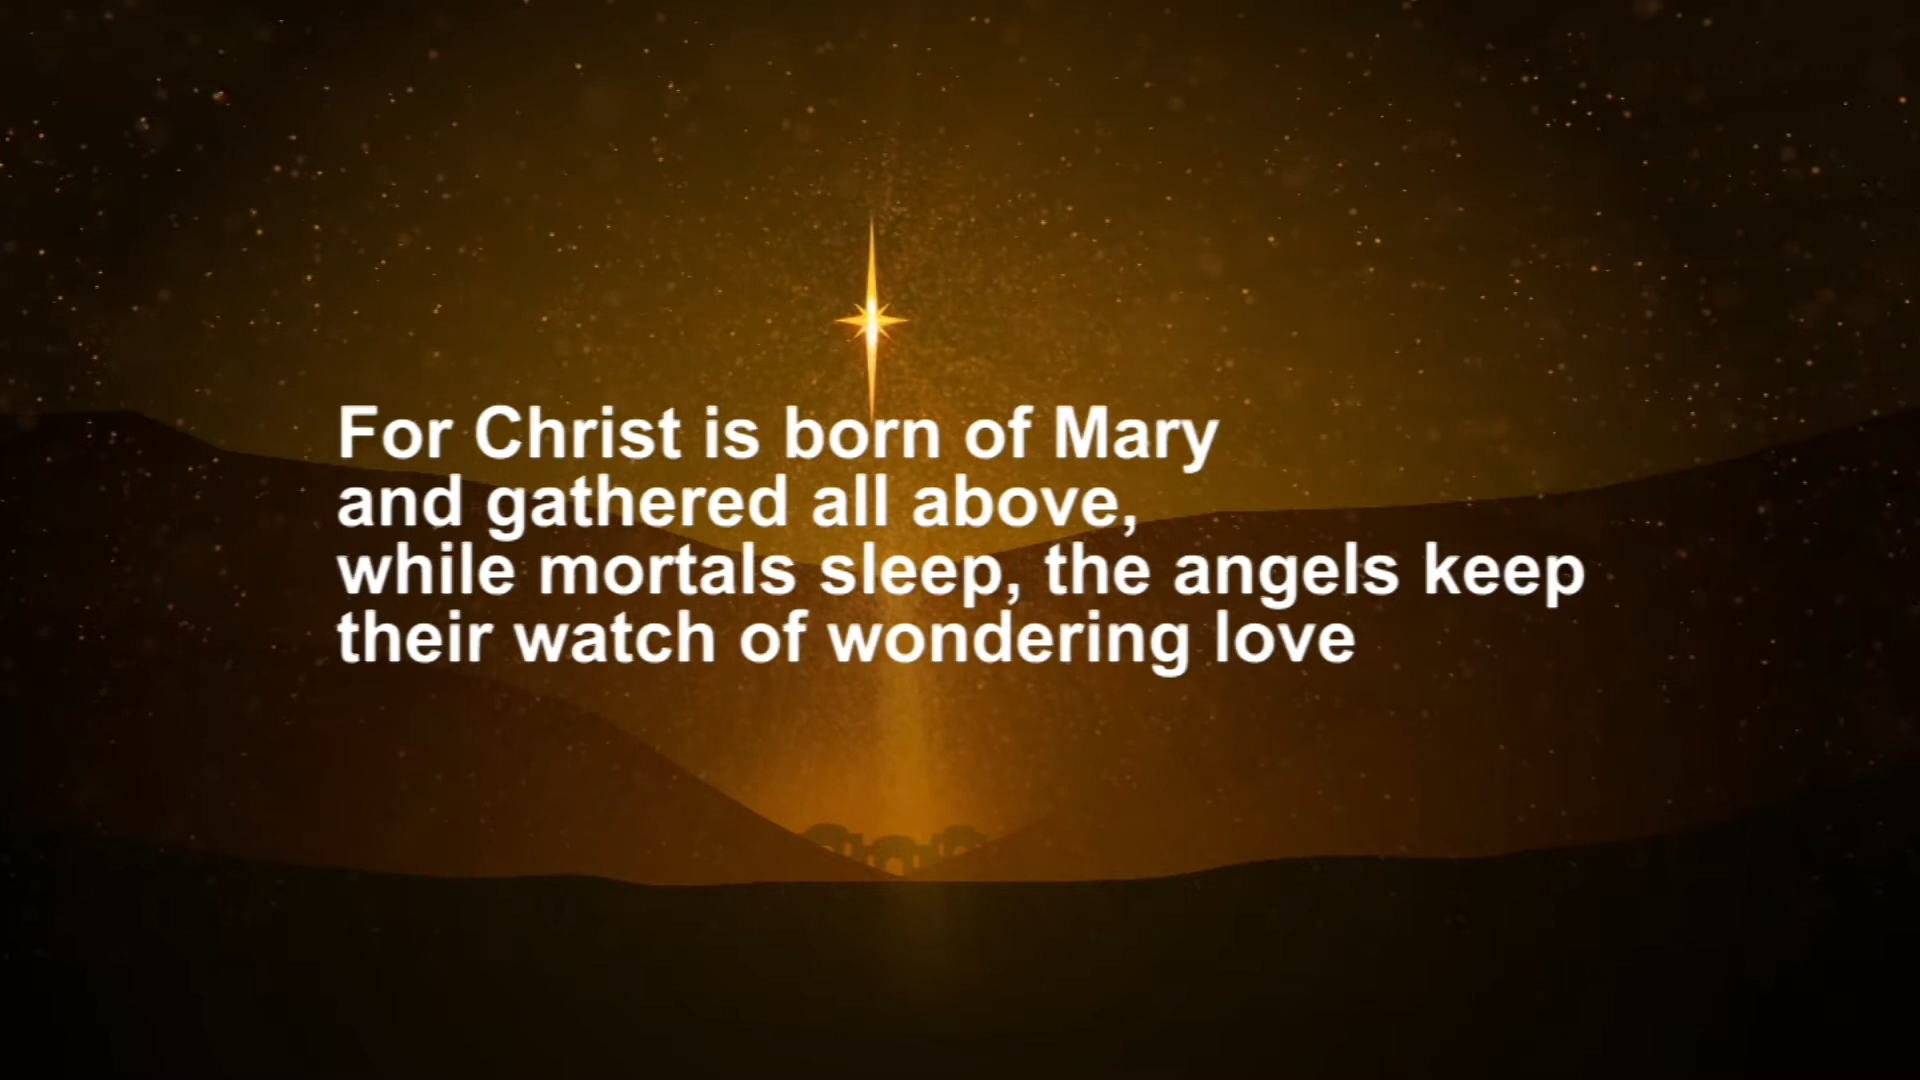 For Christ is born of Mary
and gathered all above,
while mortals sleep, the angels keep
their watch of wondering love